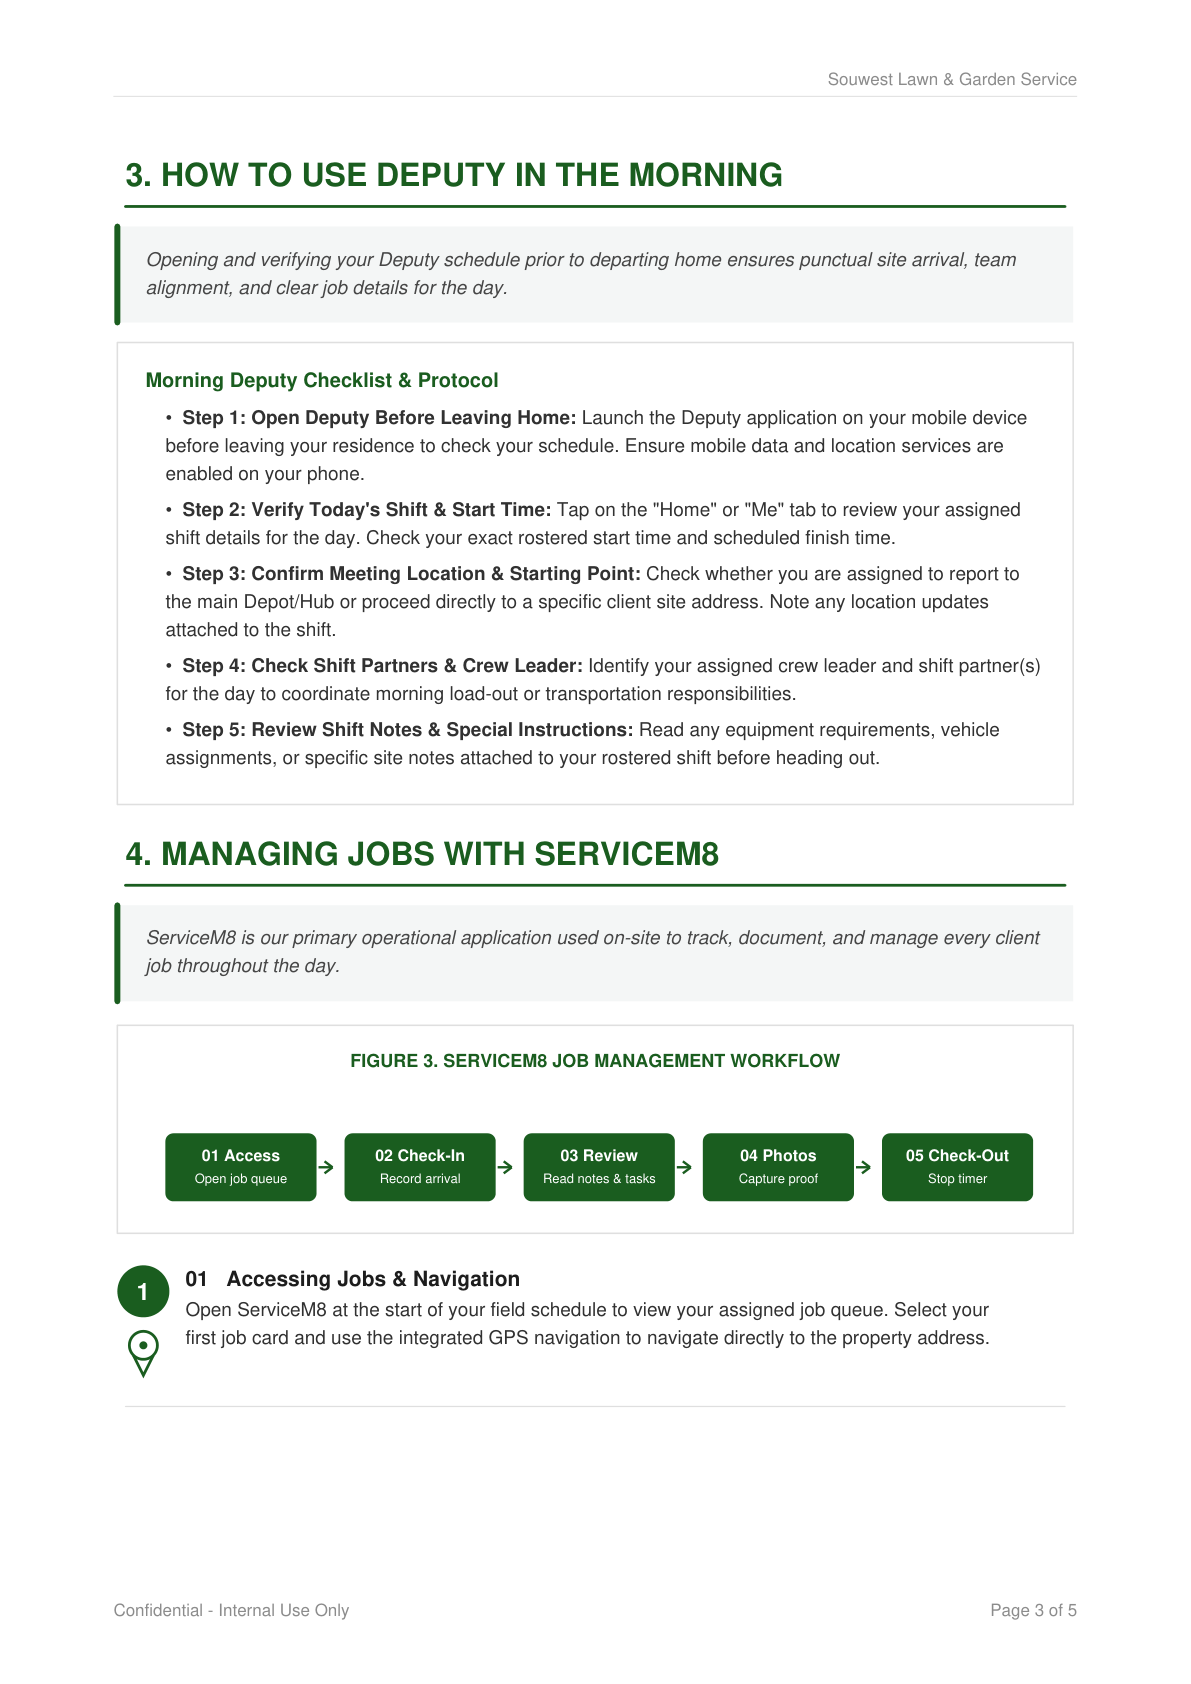 Souwest Lawn & Garden Service
3. HOW TO USE DEPUTY IN THE MORNING
Opening and verifying your Deputy schedule prior to departing home ensures punctual site arrival, team
alignment, and clear job details for the day.
Morning Deputy Checklist & Protocol
• Step 1: Open Deputy Before Leaving Home: Launch the Deputy application on your mobile device
before leaving your residence to check your schedule. Ensure mobile data and location services are
enabled on your phone.
• Step 2: Verify Today's Shift & Start Time: Tap on the "Home" or "Me" tab to review your assigned
shift details for the day. Check your exact rostered start time and scheduled finish time.
• Step 3: Confirm Meeting Location & Starting Point: Check whether you are assigned to report to
the main Depot/Hub or proceed directly to a specific client site address. Note any location updates
attached to the shift.
• Step 4: Check Shift Partners & Crew Leader: Identify your assigned crew leader and shift partner(s)
for the day to coordinate morning load-out or transportation responsibilities.
• Step 5: Review Shift Notes & Special Instructions: Read any equipment requirements, vehicle
assignments, or specific site notes attached to your rostered shift before heading out.
4. MANAGING JOBS WITH SERVICEM8
ServiceM8 is our primary operational application used on-site to track, document, and manage every client
job throughout the day.
FIGURE 3. SERVICEM8 JOB MANAGEMENT WORKFLOW
01 Access
Open job queue
02 Check-In
Record arrival
03 Review
Read notes & tasks
04 Photos
Capture proof
05 Check-Out
Stop timer
1
01 Accessing Jobs & Navigation
Open ServiceM8 at the start of your field schedule to view your assigned job queue. Select your
first job card and use the integrated GPS navigation to navigate directly to the property address.
Confidential - Internal Use Only
Page 3 of 5